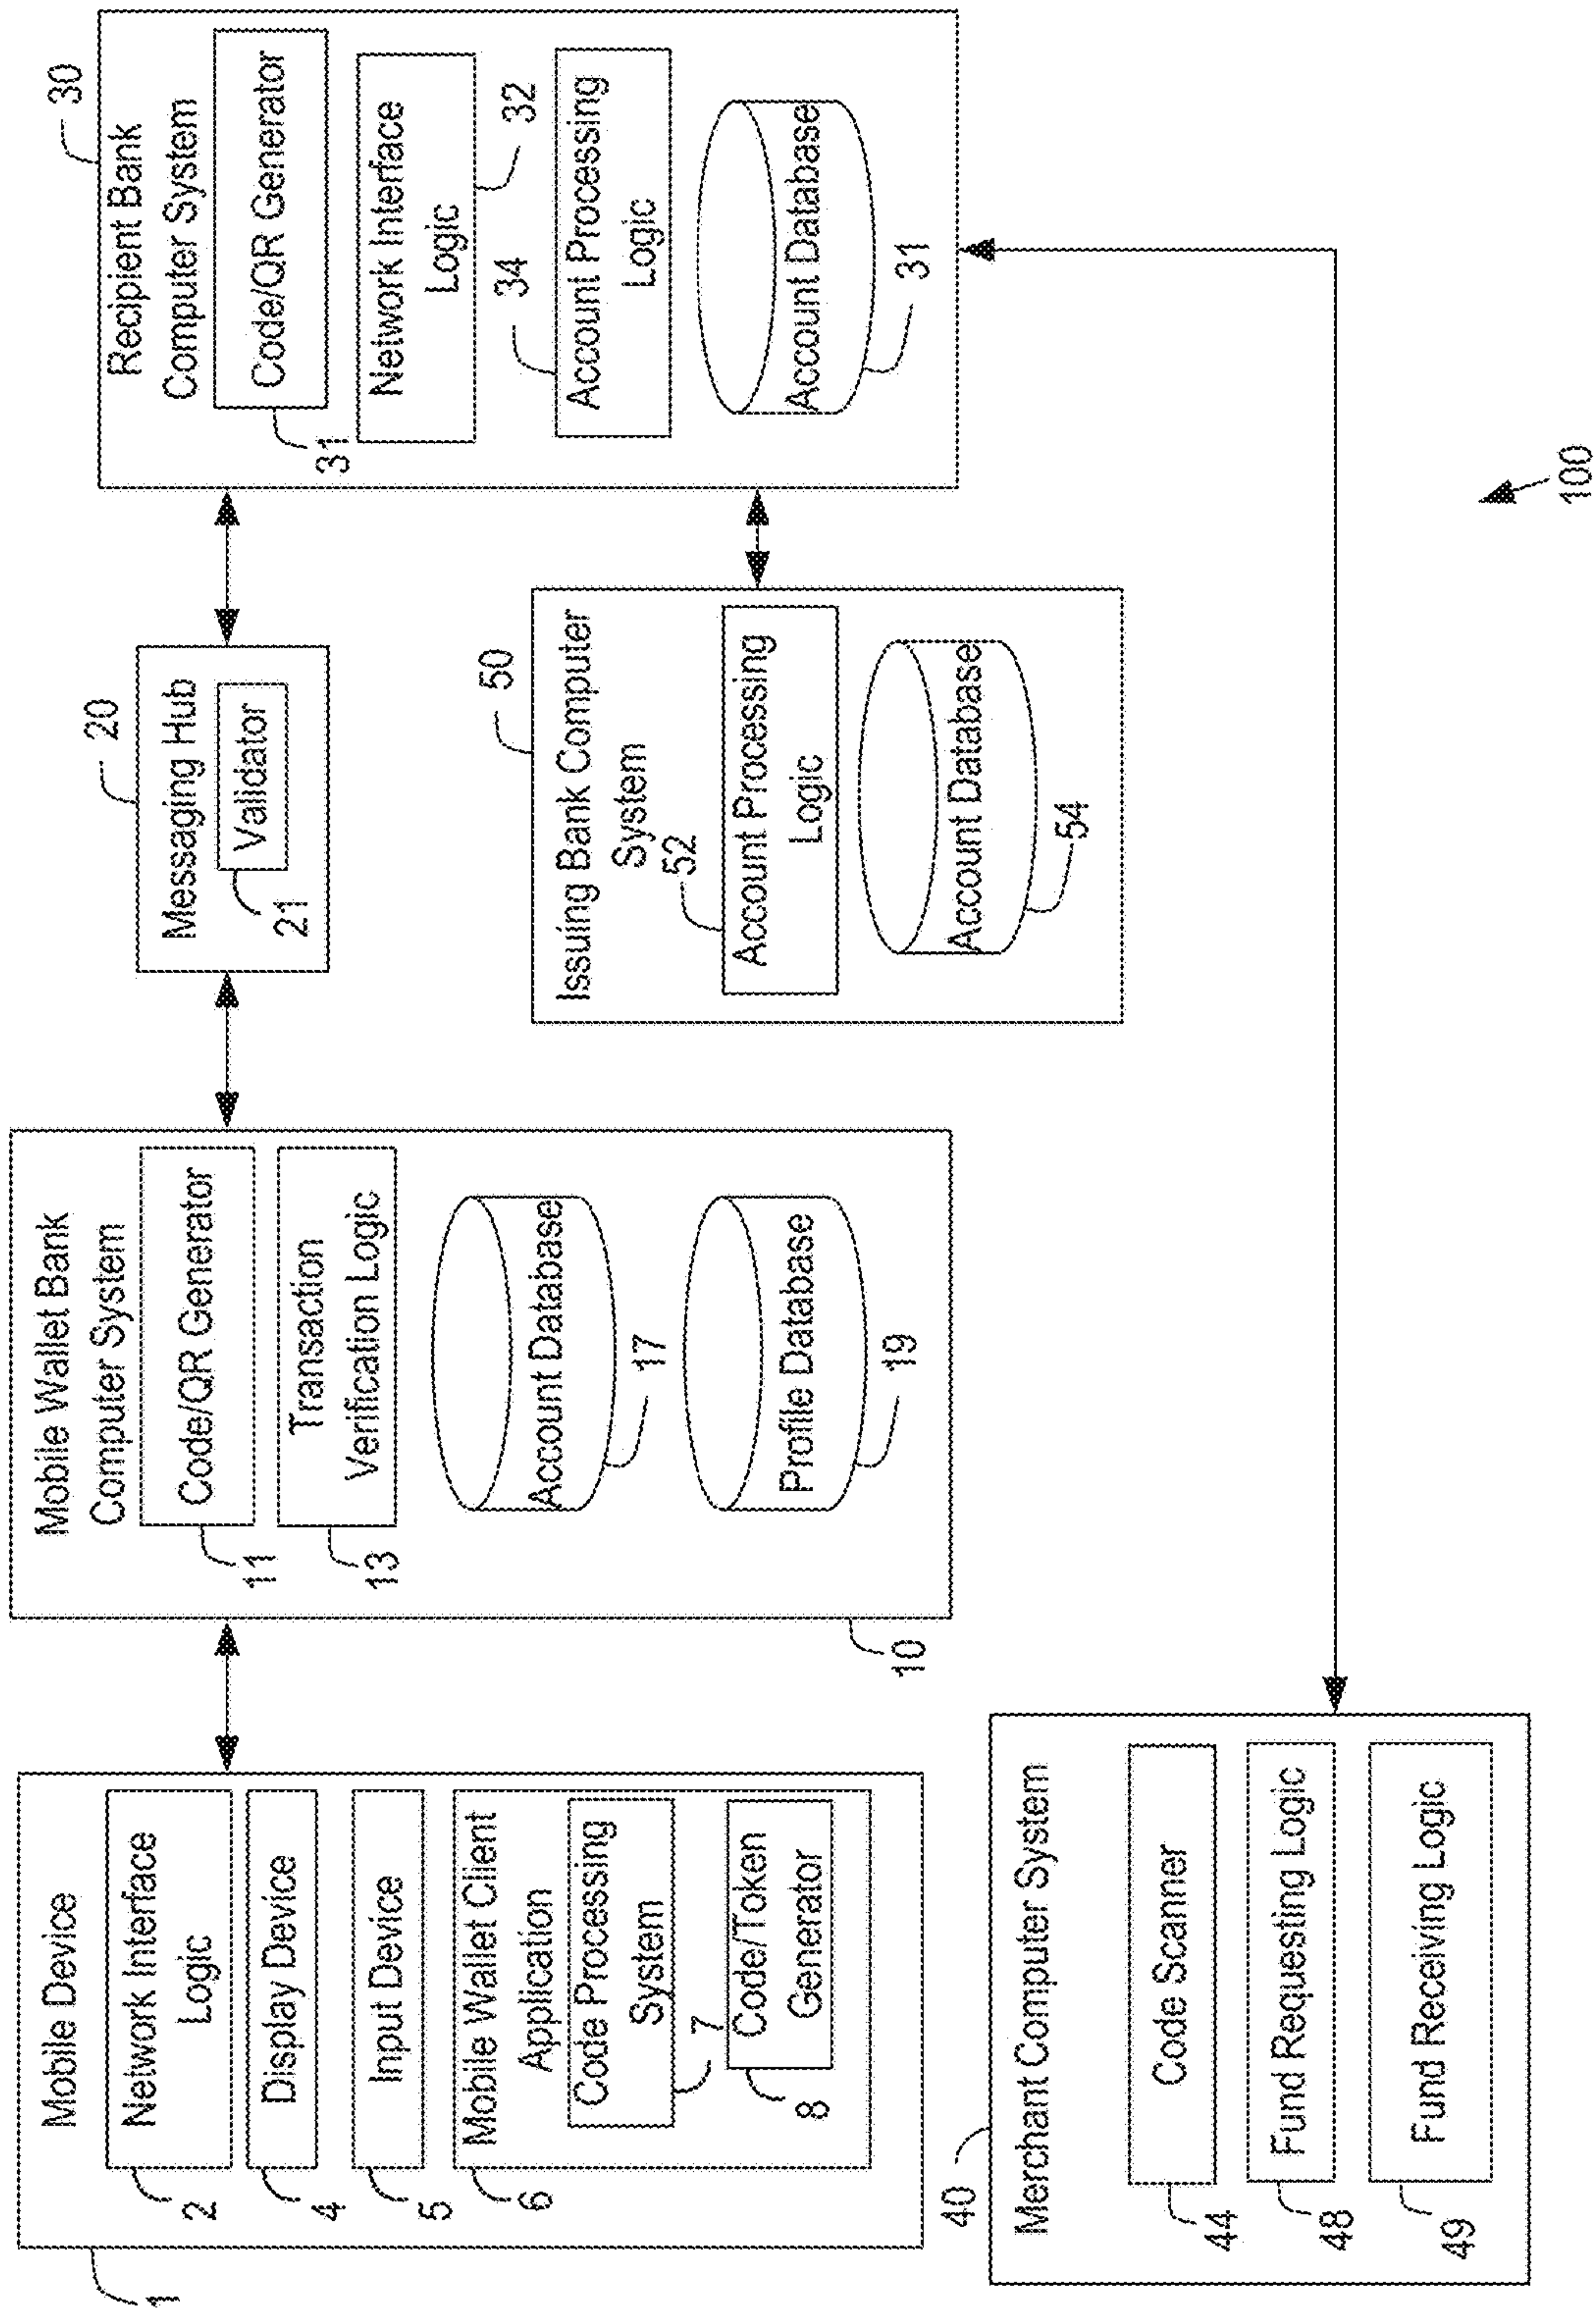 1
Mobile Device
2
Network Interface
Logic
4
Display Device
5
Input Device
6
Mobile Wallet Client
Application
Code Processing
System
7
8
Code/Token
Generator
Mobile Wallet Bank
Computer System
Code/QR Generator
11
Transaction
Verification Logic
13
Account Database
17
Profile Database
19
10
20
Messaging Hub
Validator
21
30
Recipient Bank
Computer System
Code/QR Generator
31
Network Interface
Logic
32
34
Account Processing
Logic
Account Database
31
50
Issuing Bank Computer
System
52
Account Processing
Logic
Account Database
54
40
Merchant Computer System
Code Scanner
44
Fund Requesting Logic
48
Fund Receiving Logic
49
100